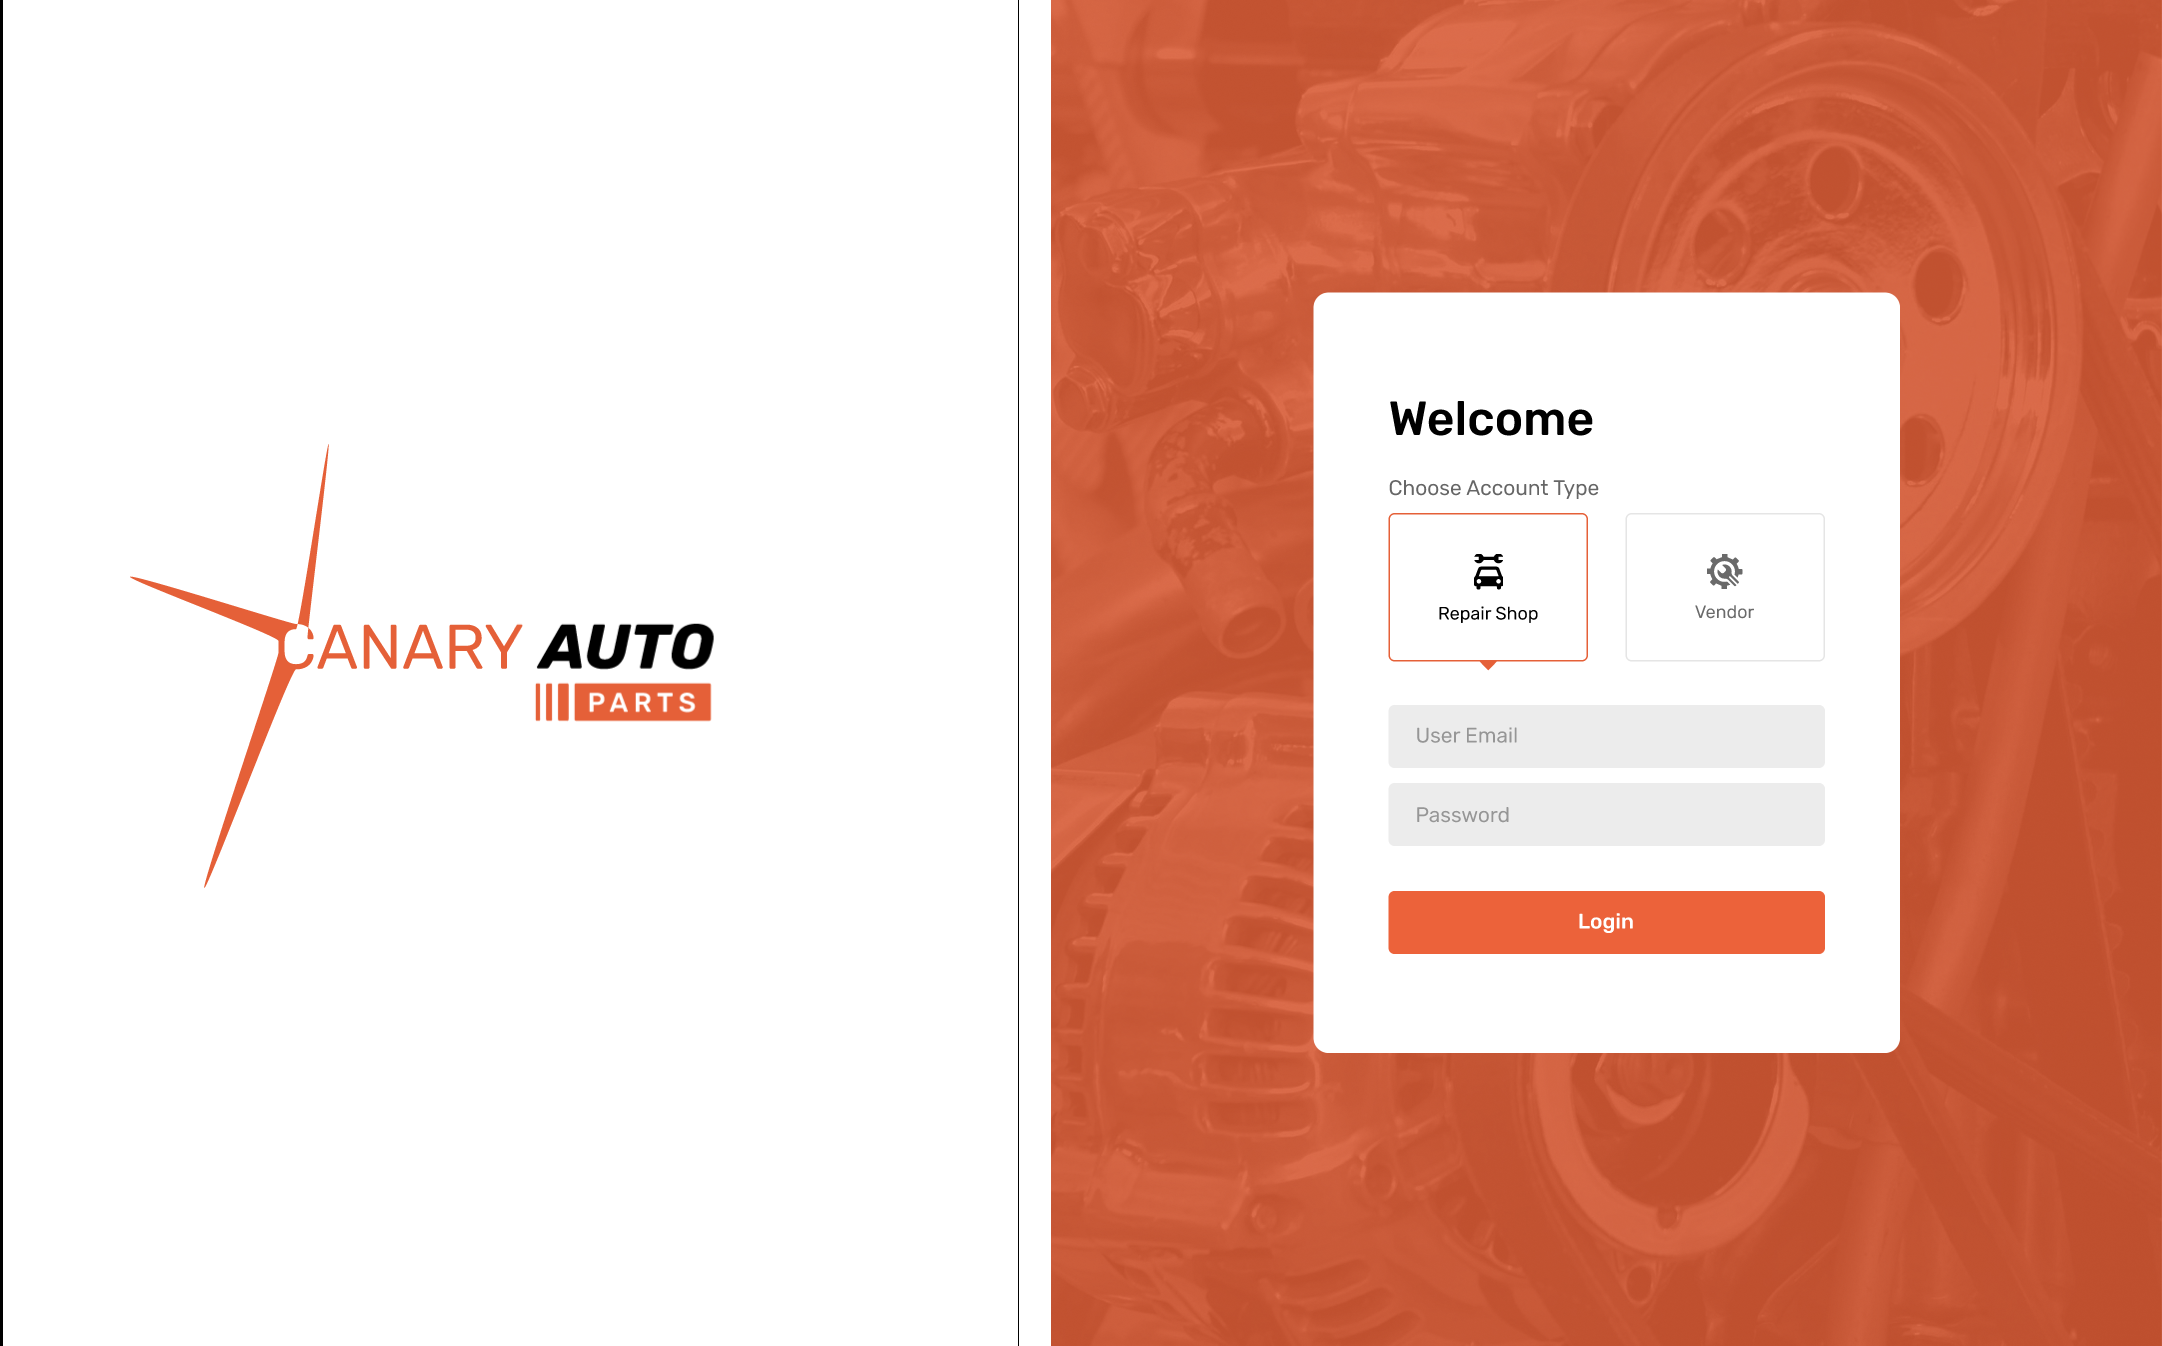 CANARY AUTO
PARTS
Welcome
Choose Account Type
Repair Shop
Vendor
User Email
Password
Login